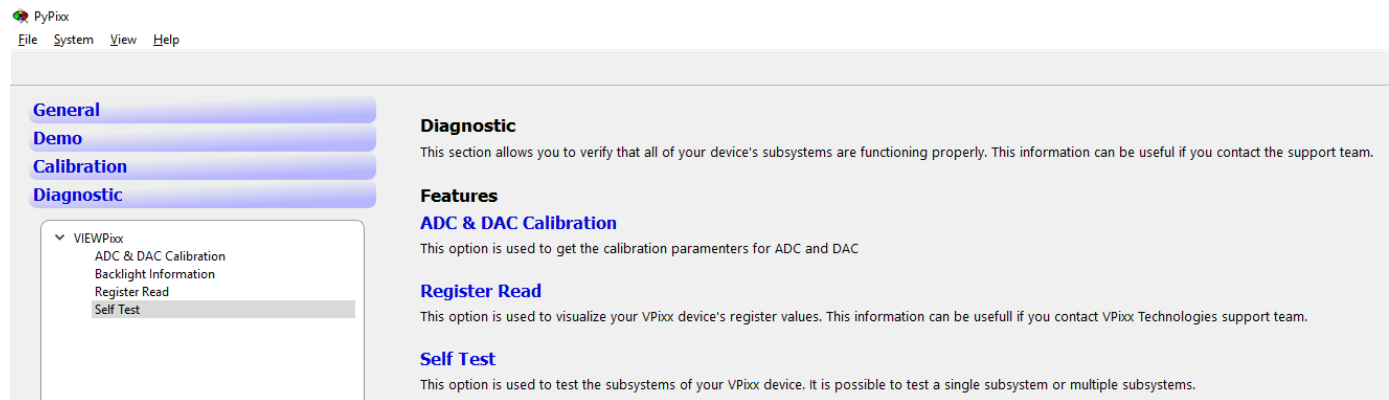 PyPixx
File System View Help
General
Demo
Calibration
Diagnostic
VIEWPixx
ADC & DAC Calibration
Backlight Information
Register Read
Self Test
Diagnostic
This section allows you to verify that all of your device's subsystems are functioning properly. This information can be useful if you contact the support team.
Features
ADC & DAC Calibration
This option is used to get the calibration paramenters for ADC and DAC
Register Read
This option is used to visualize your VPixx device's register values. This information can be usefull if you contact VPixx Technologies support team.
Self Test
This option is used to test the subsystems of your VPixx device. It is possible to test a single subsystem or multiple subsystems.